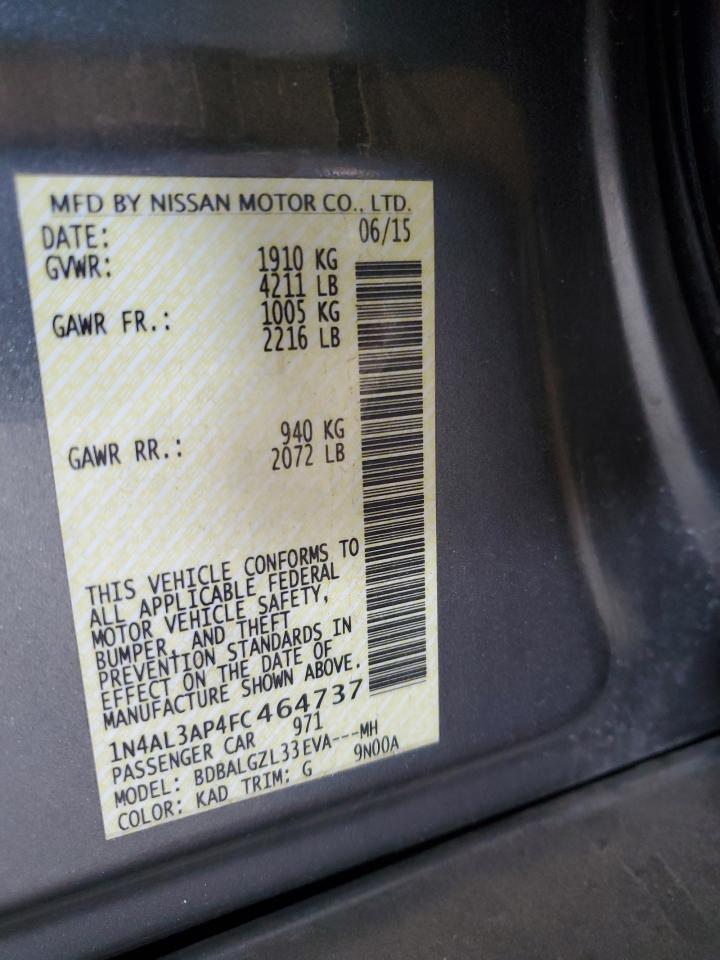 MFD BY NISSAN MOTOR CO., LTD.
DATE: 06/15
GVWR: 1910 KG
4211 LB
GAWR FR.: 1005 KG
2216 LB
GAWR RR.: 940 KG
2072 LB
THIS VEHICLE CONFORMS TO
ALL APPLICABLE FEDERAL
MOTOR VEHICLE SAFETY,
BUMPER, AND THEFT
PREVENTION STANDARDS IN
EFFECT ON THE DATE OF
MANUFACTURE SHOWN ABOVE.
1N4AL3AP4FC464737
PASSENGER CAR 971
MODEL: BDBALGZL33EVA---MH
COLOR: KAD TRIM: G 9N00A